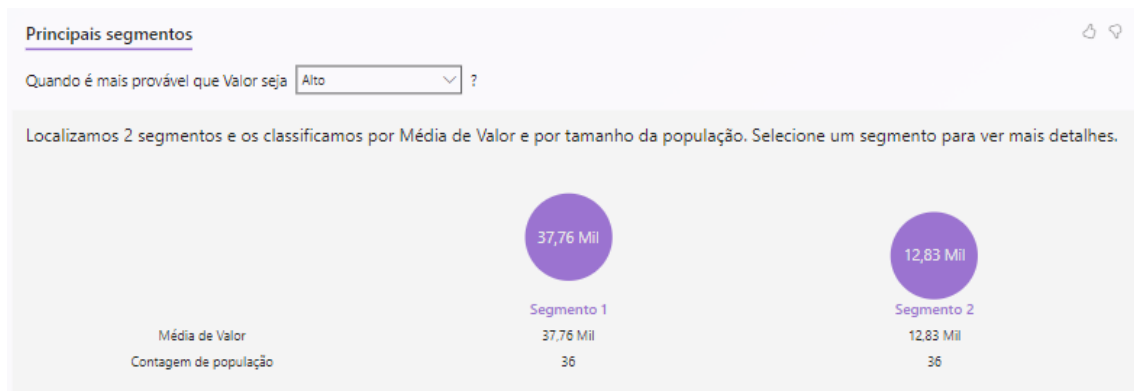 Principais segmentos
Quando é mais provável que Valor seja Alto ?
Localizamos 2 segmentos e os classificamos por Média de Valor e por tamanho da população. Selecione um segmento para ver mais detalhes.
37,76 Mil
12,83 Mil
Segmento 1 Segmento 2
Média de Valor 37,76 Mil 12,83 Mil
Contagem de população 36 36